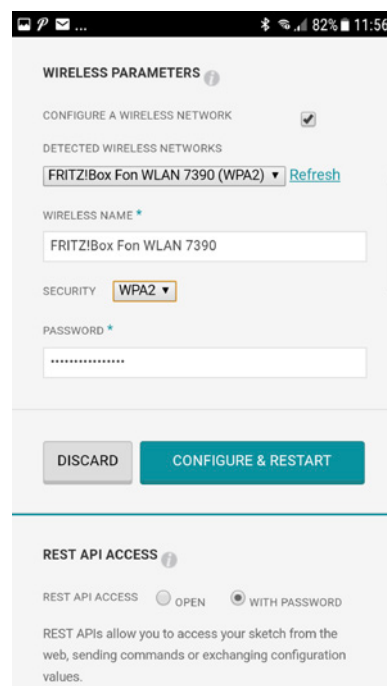 ... 82% 11:56
WIRELESS PARAMETERS
CONFIGURE A WIRELESS NETWORK
DETECTED WIRELESS NETWORKS
FRITZ!Box Fon WLAN 7390 (WPA2) Refresh
WIRELESS NAME *
FRITZ!Box Fon WLAN 7390
SECURITY WPA2
PASSWORD *
................
DISCARD CONFIGURE & RESTART
REST API ACCESS
REST API ACCESS OPEN WITH PASSWORD
REST APIs allow you to access your sketch from the
web, sending commands or exchanging configuration
values.